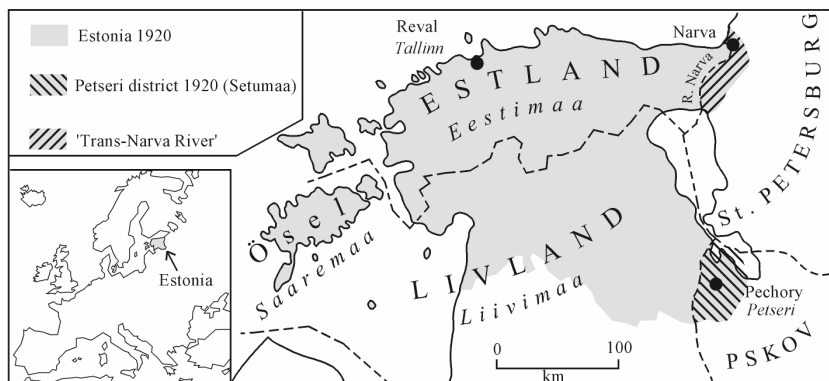 Estonia 1920
Petseri district 1920 (Setumaa)
'Trans-Narva River'
Estonia
Reval
Tallinn
Narva
R. Narva
ESTLAND
Eestimaa
St. PETERSBURG
Ösel
Saaremaa
LIVLAND
Liivimaa
Pechory
Petseri
PSKOV
0 100
km